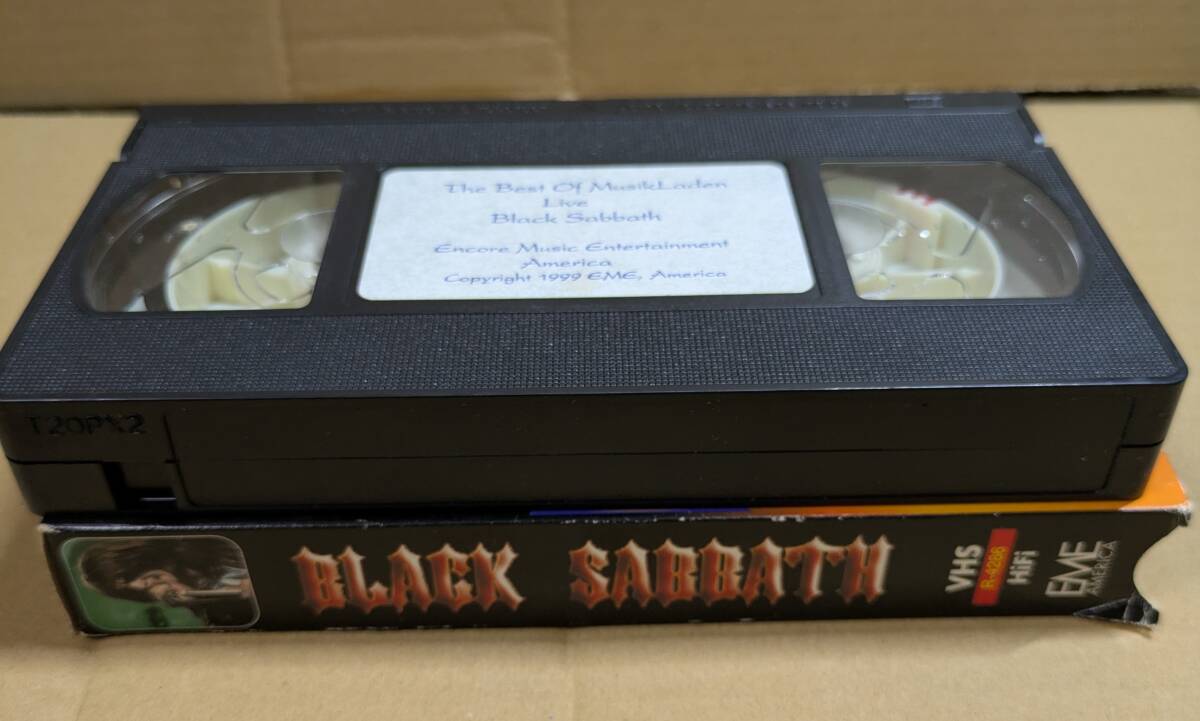 The Best Of MusikLaden
Live
Black Sabbath
Encore Music Entertainment
America
Copyright 1999 EME, America
BLACK SABBATH
VHS
R-4286
HiFi
EME
AMERICA